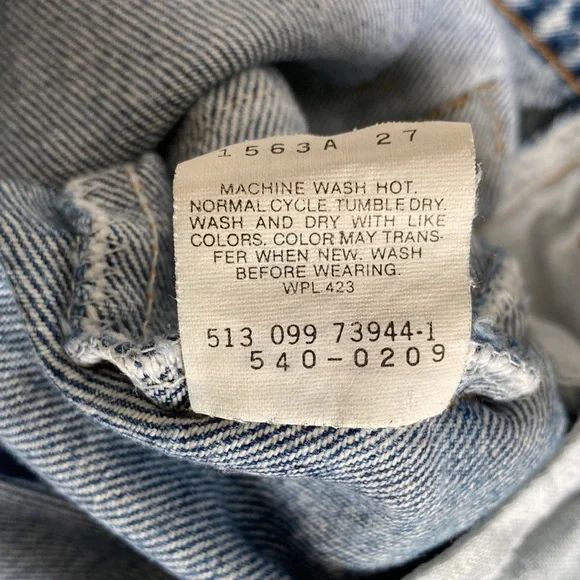 1563A 27
MACHINE WASH HOT.
NORMAL CYCLE TUMBLE DRY.
WASH AND DRY WITH LIKE
COLORS. COLOR MAY TRANS-
FER WHEN NEW. WASH
BEFORE WEARING.
WPL 423
513 099 73944-1
540-0209